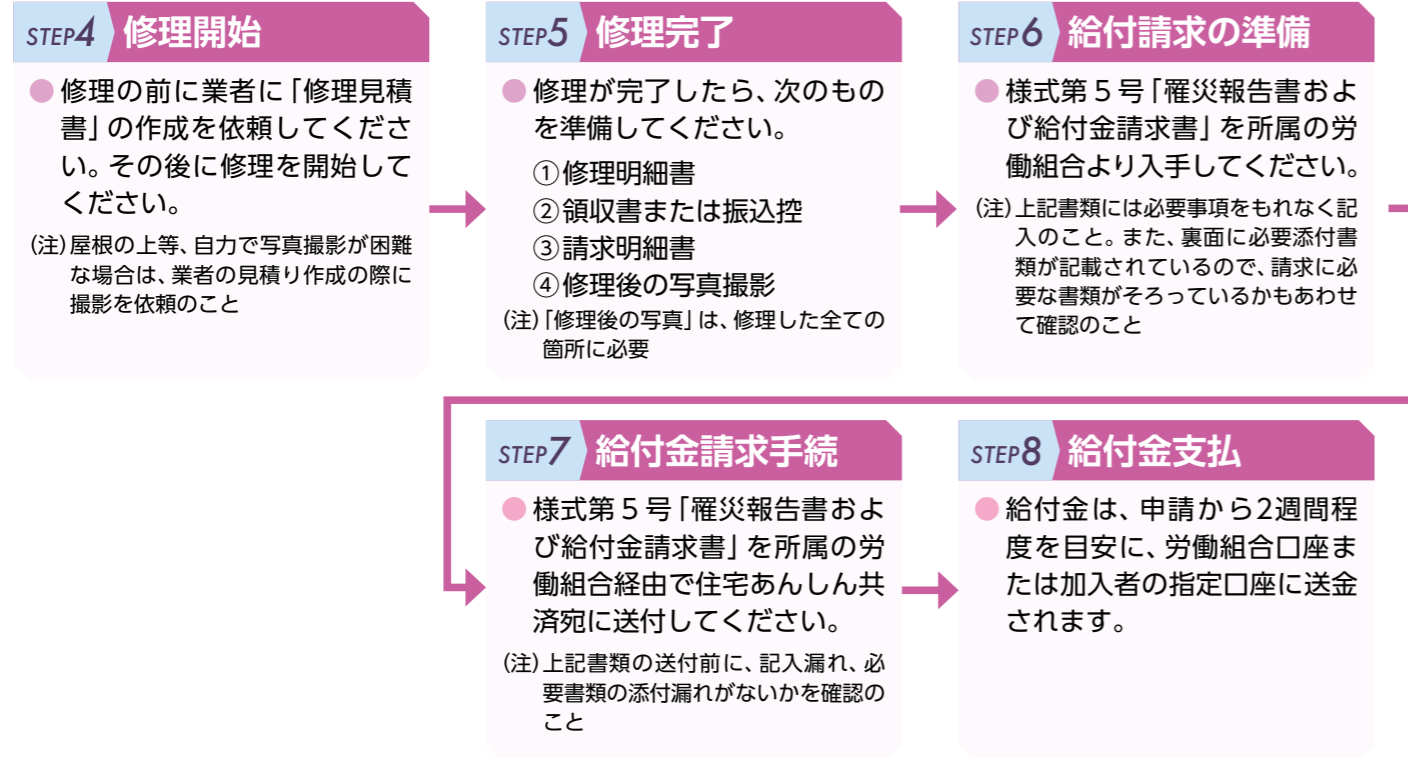 STEP4 修理開始
●修理の前に業者に「修理見積
書」の作成を依頼してくださ
い。その後に修理を開始して
ください。
(注)屋根の上等、自力で写真撮影が困難
な場合は、業者の見積り作成の際に
撮影を依頼のこと
STEP5 修理完了
●修理が完了したら、次のもの
を準備してください。
①修理明細書
②領収書または振込控
③請求明細書
④修理後の写真撮影
(注)「修理後の写真」は、修理した全ての
箇所に必要
STEP6 給付請求の準備
●様式第5号「罹災報告書およ
び給付金請求書」を所属の労
働組合より入手してください。
(注)上記書類には必要事項をもれなく記
入のこと。また、裏面に必要添付書
類が記載されているので、請求に必
要な書類がそろっているかもあわせ
て確認のこと
STEP7 給付金請求手続
●様式第5号「罹災報告書およ
び給付金請求書」を所属の労
働組合経由で住宅あんしん共
済宛に送付してください。
(注)上記書類の送付前に、記入漏れ、必
要書類の添付漏れがないかを確認の
こと
STEP8 給付金支払
●給付金は、申請から2週間程
度を目安に、労働組合口座ま
たは加入者の指定口座に送金
されます。